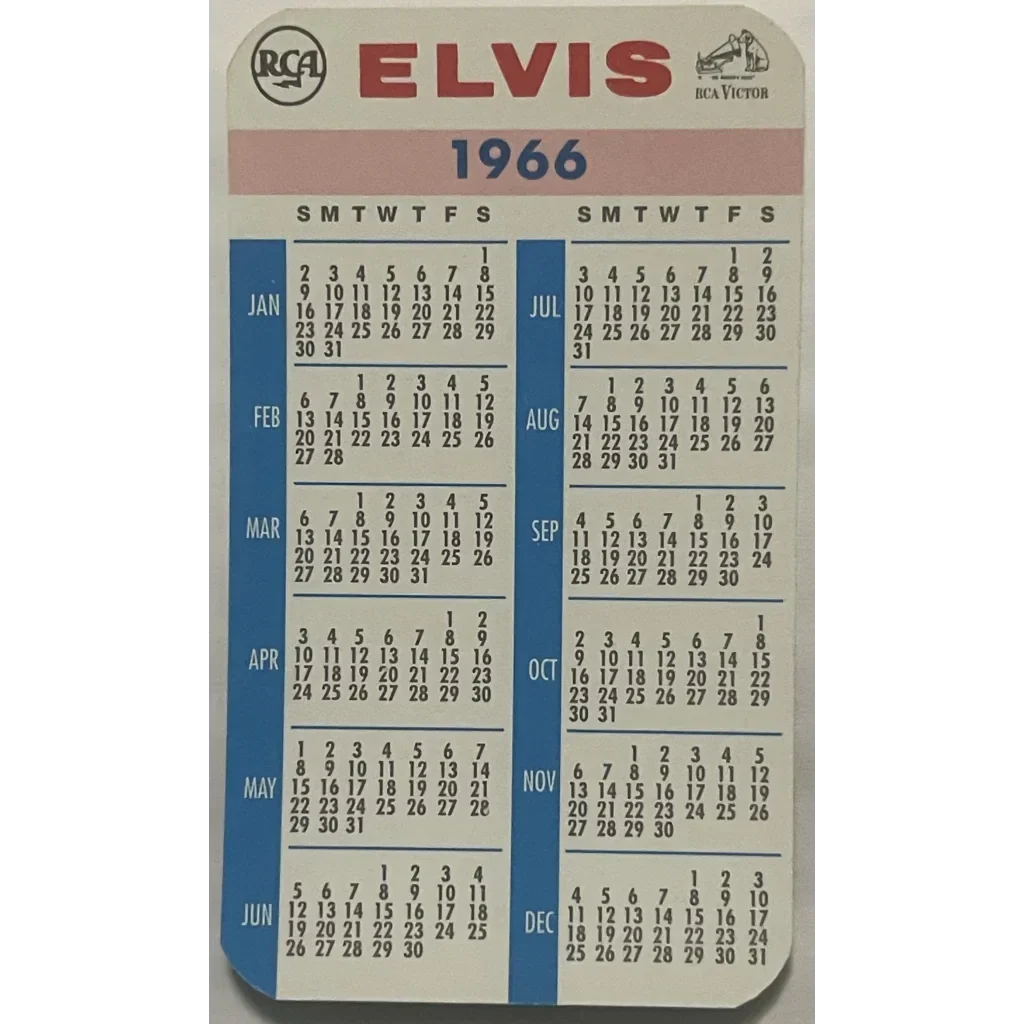 RCA ELVIS "HIS MASTER'S VOICE"
RCA VICTOR
1966
S M T W T F S
JAN
1
2 3 4 5 6 7 8
9 10 11 12 13 14 15
16 17 18 19 20 21 22
23 24 25 26 27 28 29
30 31
FEB
1 2 3 4 5
6 7 8 9 10 11 12
13 14 15 16 17 18 19
20 21 22 23 24 25 26
27 28
MAR
1 2 3 4 5
6 7 8 9 10 11 12
13 14 15 16 17 18 19
20 21 22 23 24 25 26
27 28 29 30 31
APR
1 2
3 4 5 6 7 8 9
10 11 12 13 14 15 16
17 18 19 20 21 22 23
24 25 26 27 28 29 30
MAY
1 2 3 4 5 6 7
8 9 10 11 12 13 14
15 16 17 18 19 20 21
22 23 24 25 26 27 28
29 30 31
JUN
1 2 3 4
5 6 7 8 9 10 11
12 13 14 15 16 17 18
19 20 21 22 23 24 25
26 27 28 29 30
S M T W T F S
JUL
1 2
3 4 5 6 7 8 9
10 11 12 13 14 15 16
17 18 19 20 21 22 23
24 25 26 27 28 29 30
31
AUG
1 2 3 4 5 6
7 8 9 10 11 12 13
14 15 16 17 18 19 20
21 22 23 24 25 26 27
28 29 30 31
SEP
1 2 3
4 5 6 7 8 9 10
11 12 13 14 15 16 17
18 19 20 21 22 23 24
25 26 27 28 29 30
OCT
1
2 3 4 5 6 7 8
9 10 11 12 13 14 15
16 17 18 19 20 21 22
23 24 25 26 27 28 29
30 31
NOV
1 2 3 4 5
6 7 8 9 10 11 12
13 14 15 16 17 18 19
20 21 22 23 24 25 26
27 28 29 30
DEC
1 2 3
4 5 6 7 8 9 10
11 12 13 14 15 16 17
18 19 20 21 22 23 24
25 26 27 28 29 30 31